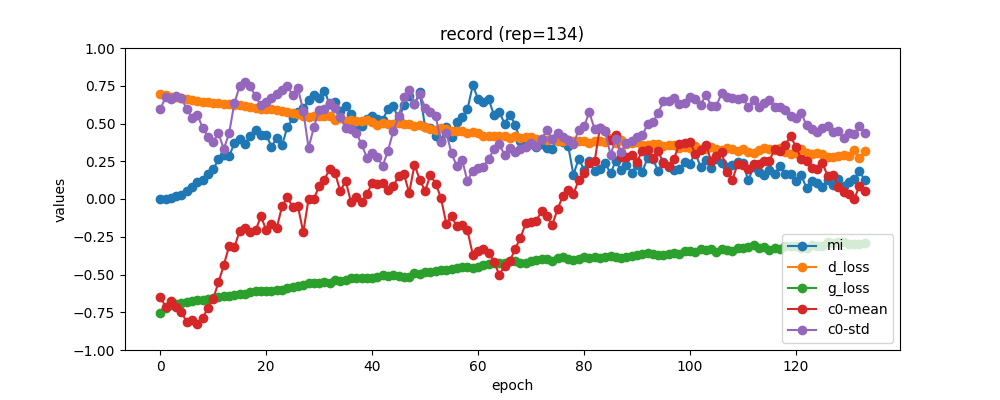 record (rep=134)
1.00
0.75
0.50
0.25
0.00
−0.25
−0.50
−0.75
−1.00
values
0 20 40 60 80 100 120
epoch
mi
d_loss
g_loss
c0-mean
c0-std